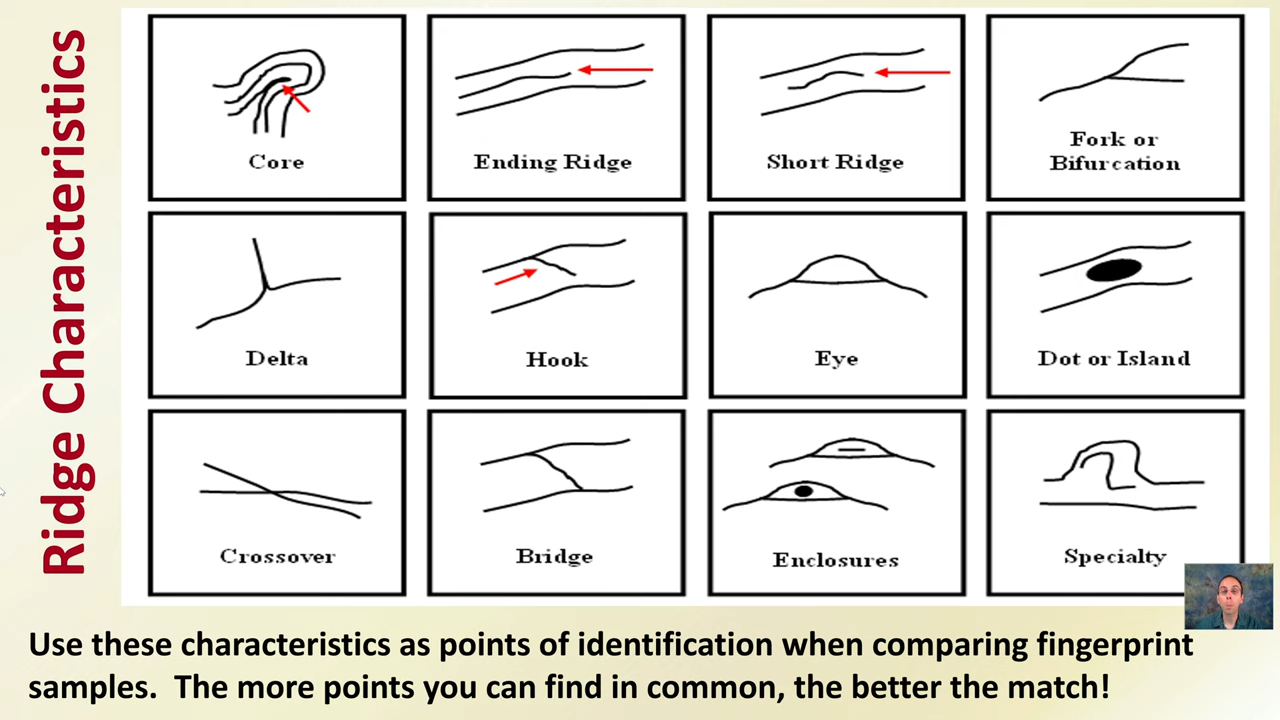 Ridge Characteristics
Core
Ending Ridge
Short Ridge
Fork or
Bifurcation
Delta
Hook
Eye
Dot or Island
Crossover
Bridge
Enclosures
Specialty
Use these characteristics as points of identification when comparing fingerprint
samples.  The more points you can find in common, the better the match!